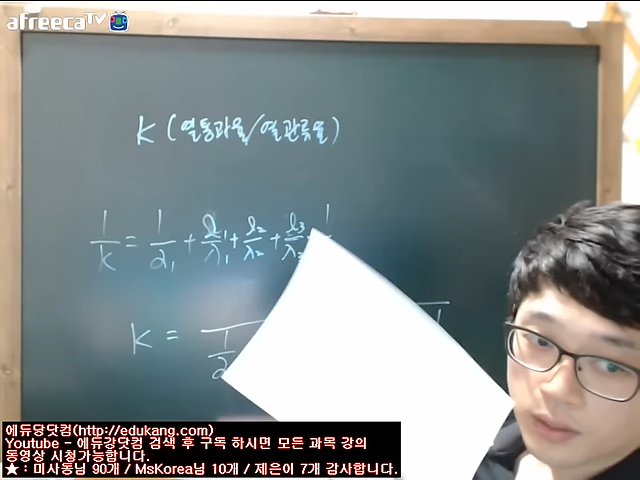 afreecaTV
K (열통과율/열관류율)
1/K = 1/α₁ + l₁/λ₁ + l₂/λ₂ + l₃/λ₃ + 1
K = 1
에듀강닷컴(http://edukang.com)
Youtube - 에듀강닷컴 검색 후 구독 하시면 모든 과목 강의
동영상 시청가능합니다.
★ : 미사동님 90개 / MsKorea님 10개 / 제은이 7개 감사합니다.